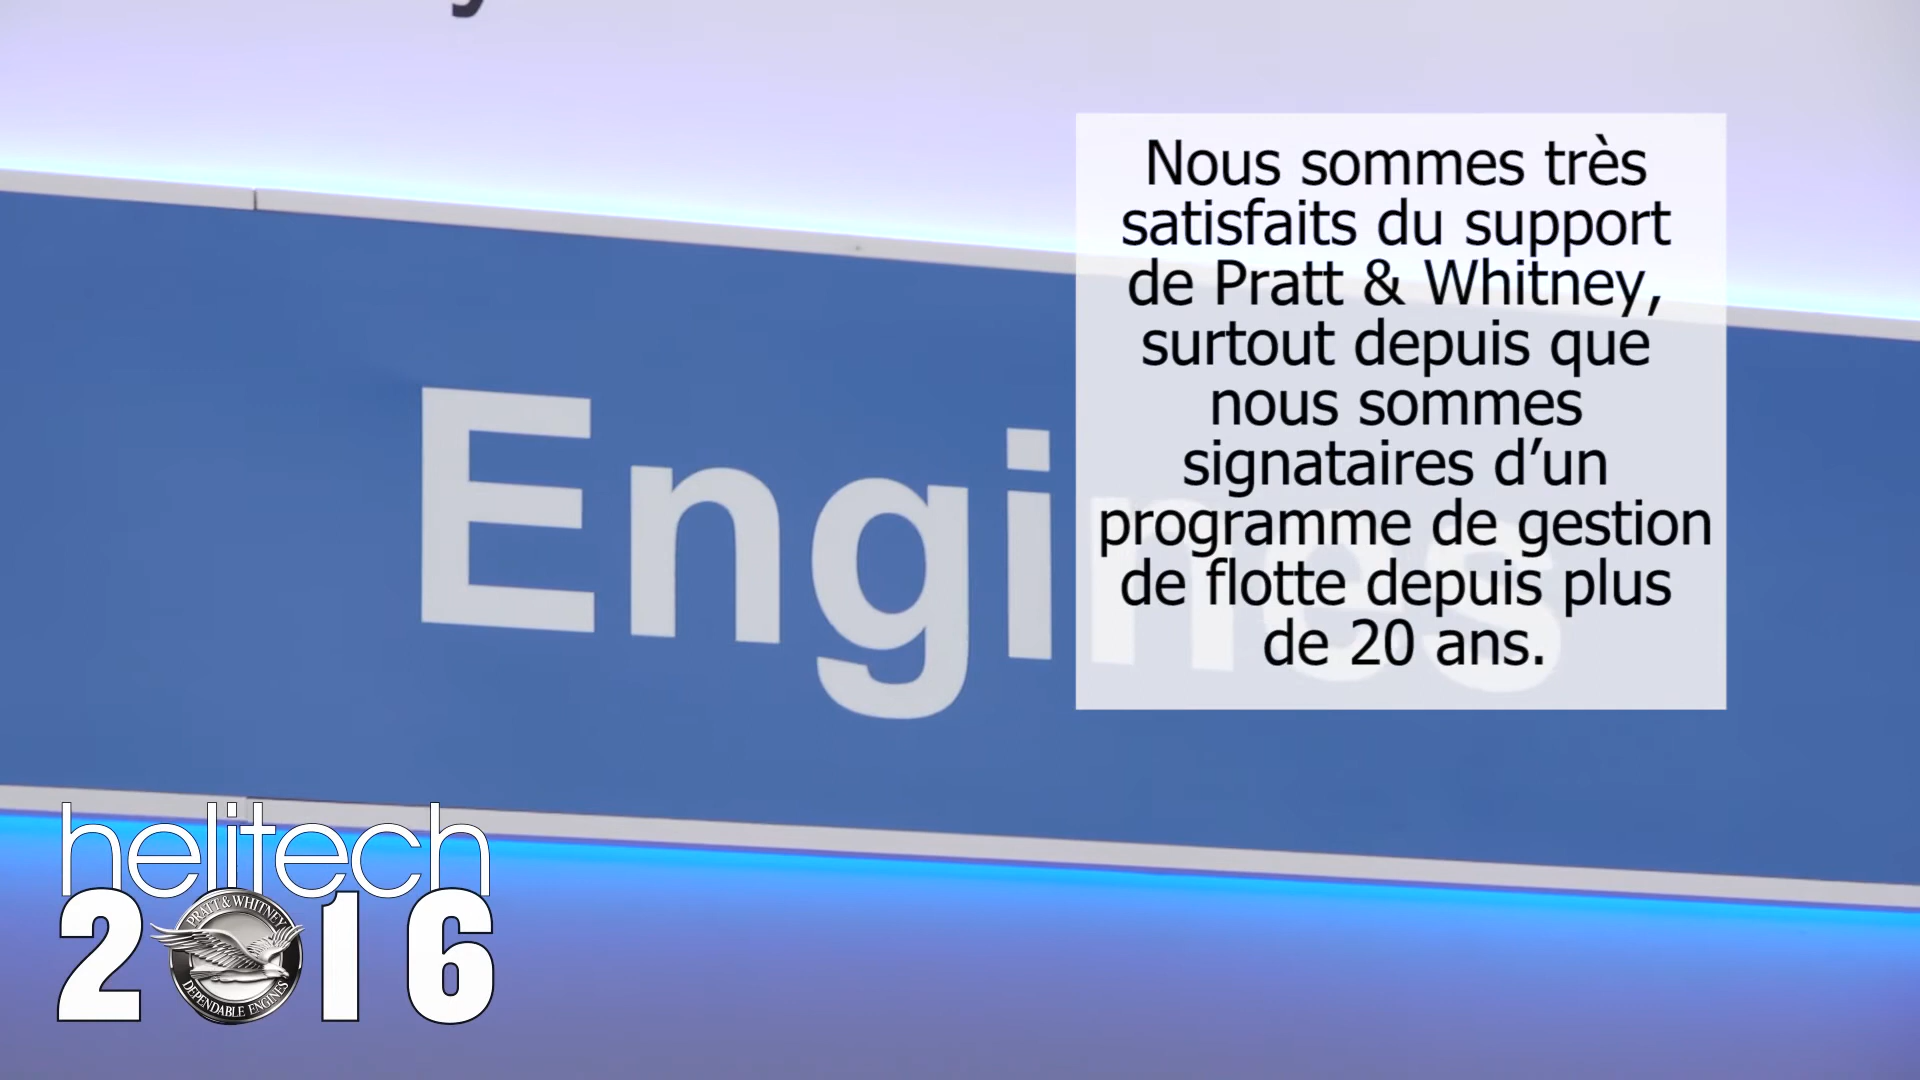 Nous sommes très
satisfaits du support
de Pratt & Whitney,
surtout depuis que
nous sommes
signataires d’un
programme de gestion
de flotte depuis plus
de 20 ans.
Engines
helitech
2016
PRATT & WHITNEY
DEPENDABLE ENGINES